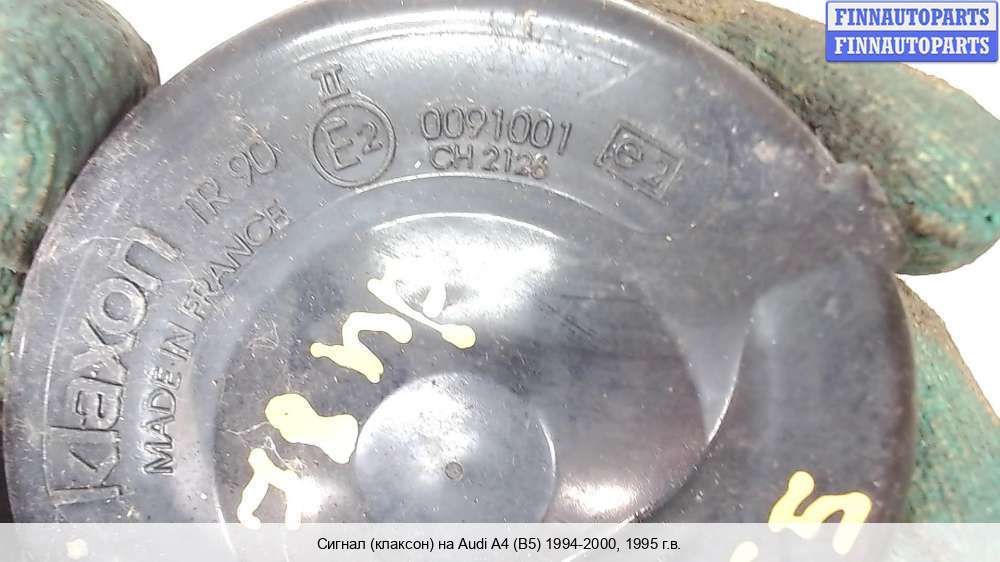 FINNAUTOPARTS
FINNAUTOPARTS
II
E2
0091001
CH 2128
e2
TR 90
klaxon
MADE IN FRANCE
Сигнал (клаксон) на Audi A4 (B5) 1994-2000, 1995 г.в.